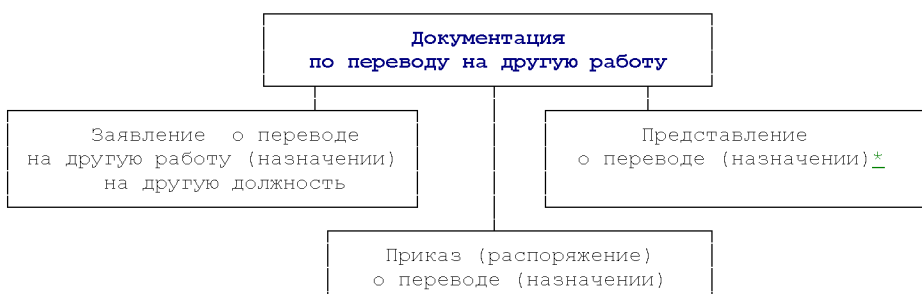 Документация
по переводу на другую работу
Заявление о переводе
на другую работу (назначении)
на другую должность
Представление
о переводе (назначении)*
Приказ (распоряжение)
о переводе (назначении)